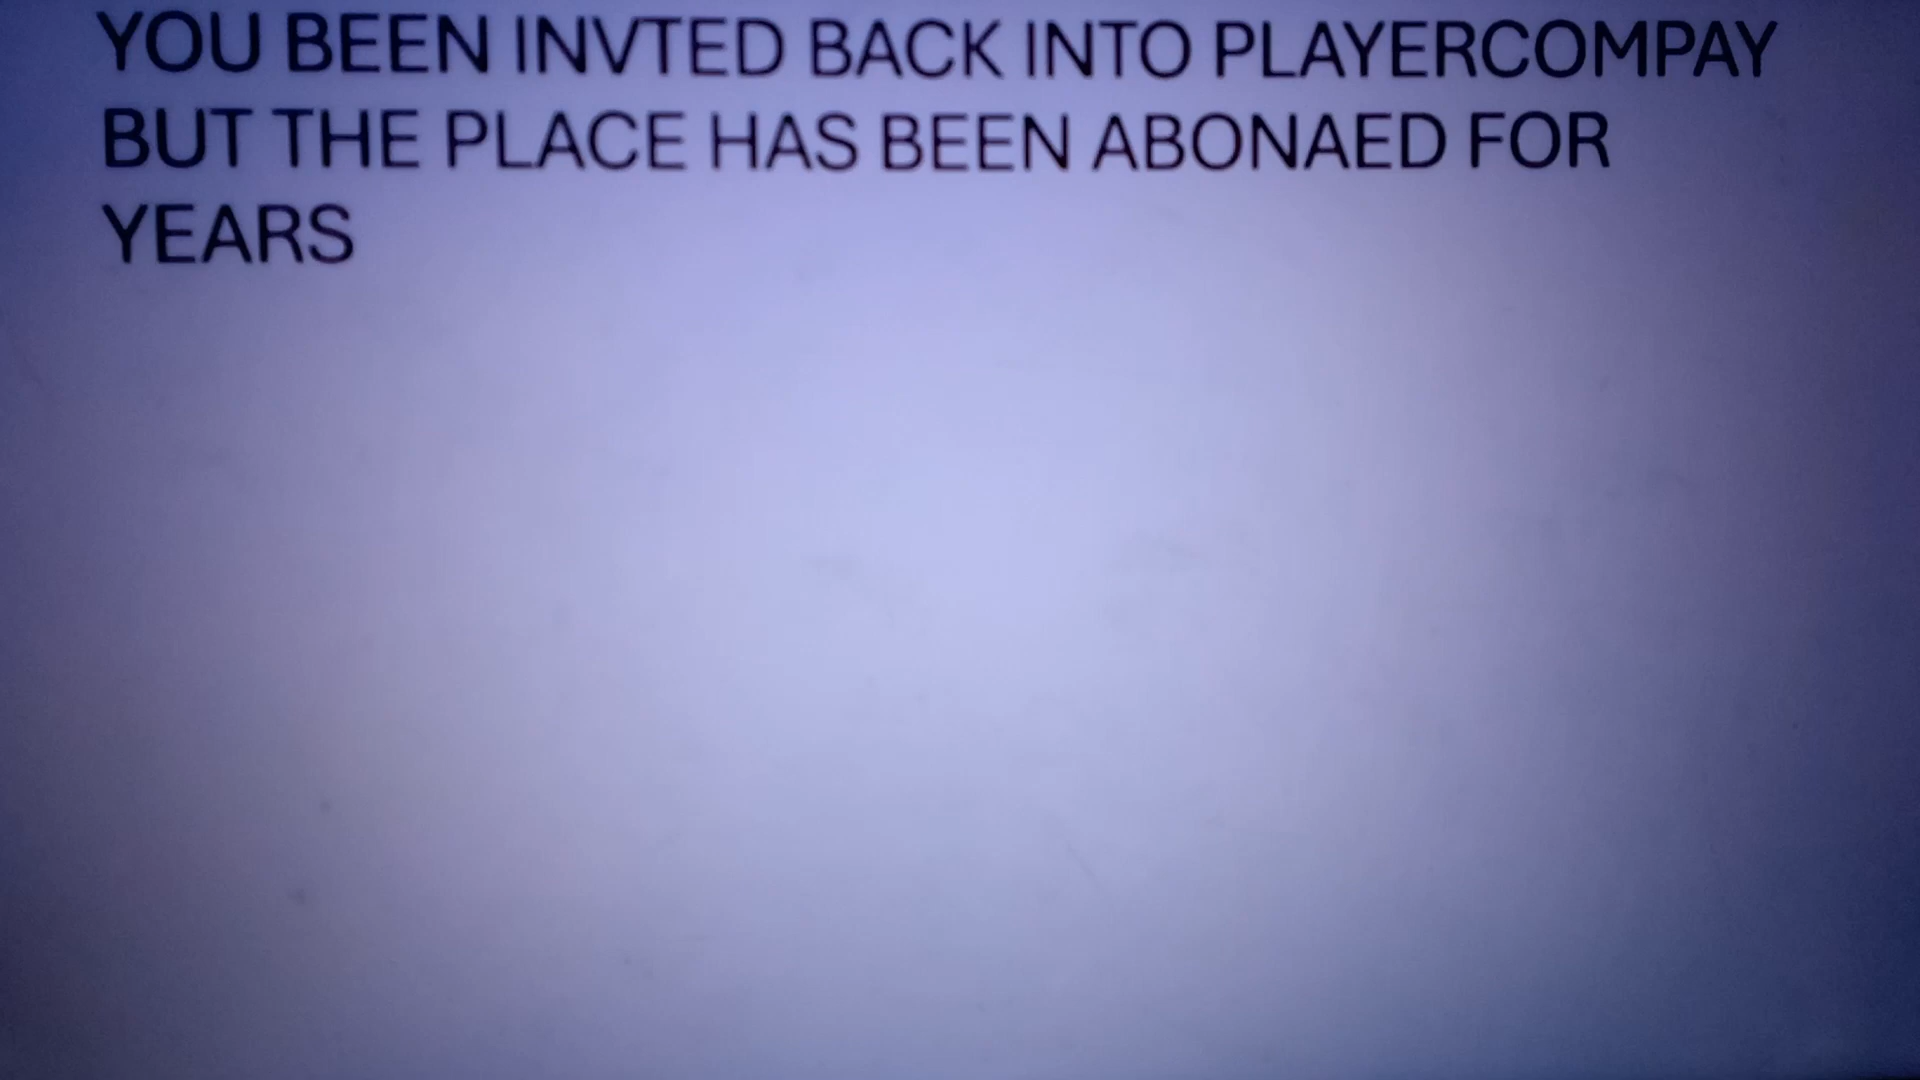 YOU BEEN INVTED BACK INTO PLAYERCOMPAY
BUT THE PLACE HAS BEEN ABONAED FOR
YEARS